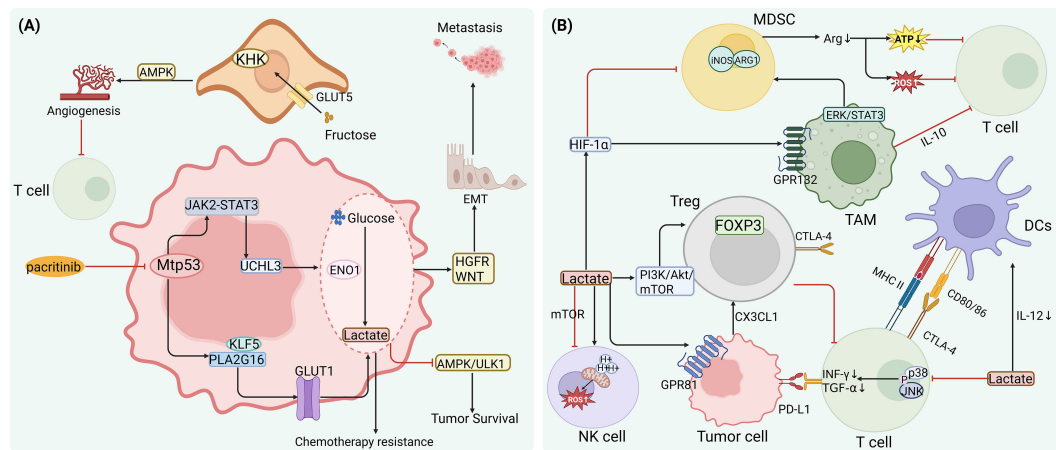 (A)
Metastasis
KHK
AMPK
GLUT5
Angiogenesis
Fructose
T cell
EMT
JAK2-STAT3
Glucose
pacritinib
Mtp53
UCHL3
ENO1
HGFR
WNT
Lactate
KLF5
PLA2G16
AMPK/ULK1
GLUT1
Tumor Survival
Chemotherapy resistance
(B)
MDSC
Arg↓
ATP↓
iNOS
ARG1
ROS↑
T cell
ERK/STAT3
IL-10
HIF-1α
GPR132
TAM
Treg
DCs
FOXP3
CTLA-4
MHC II
CD80/86
Lactate
PI3K/Akt/
mTOR
mTOR
CX3CL1
CTLA-4
IL-12↓
H+
H+
H+
ROS↑
GPR81
PD-L1
INF-γ↓
TGF-α↓
P
p38
JNK
Lactate
NK cell
Tumor cell
T cell